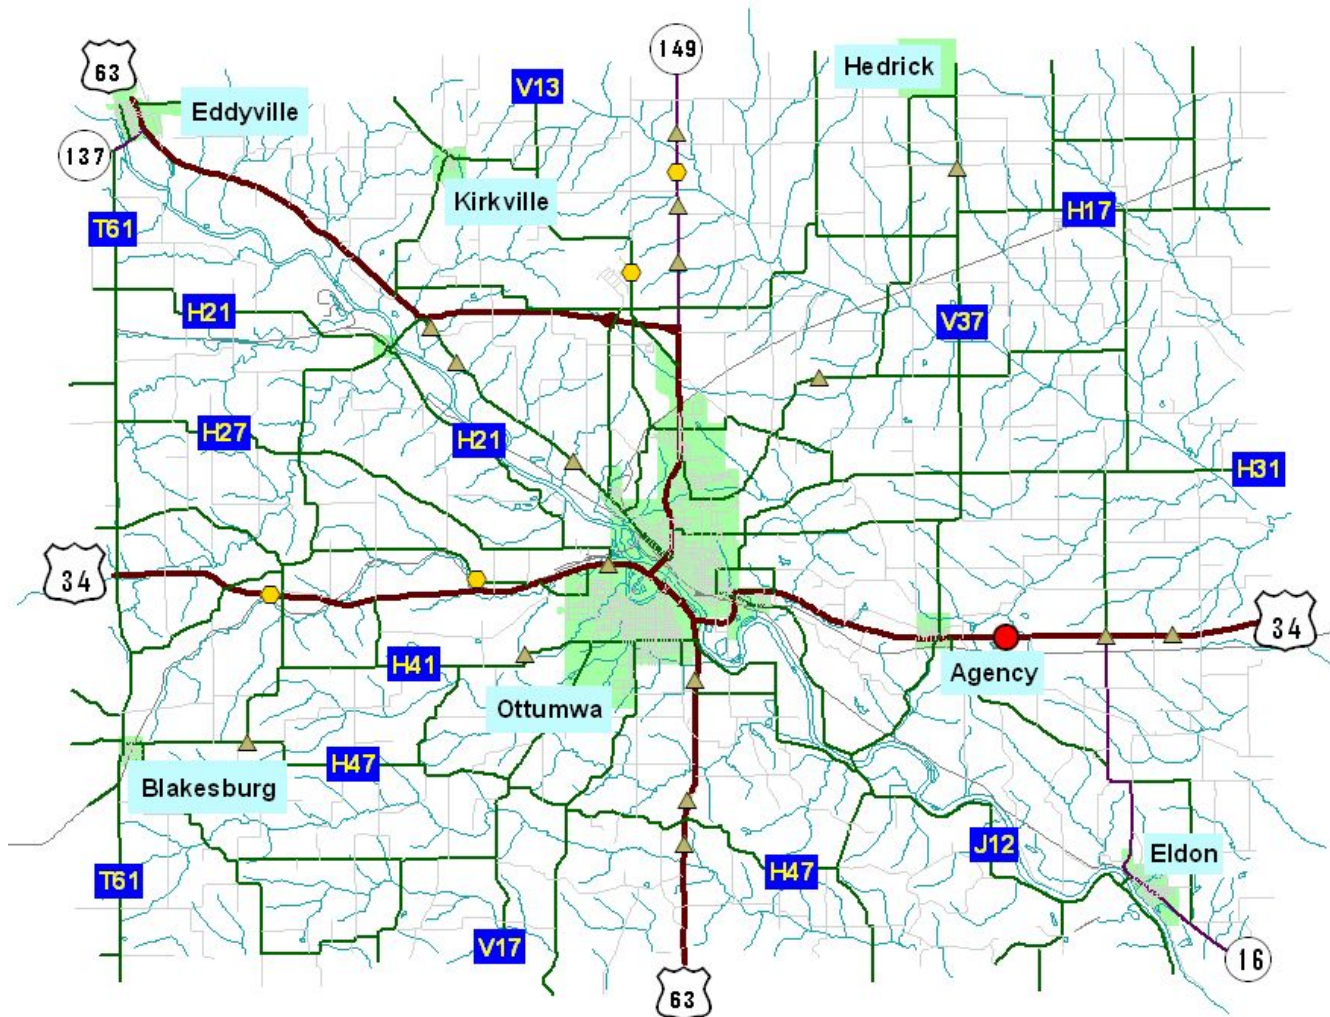 149
63
Hedrick
V13
Eddyville
137
Kirkville
H17
T61
H21
V37
H27
H21
H31
34
34
H41
Agency
Ottumwa
H47
Blakesburg
J12
Eldon
T61
H47
V17
16
63